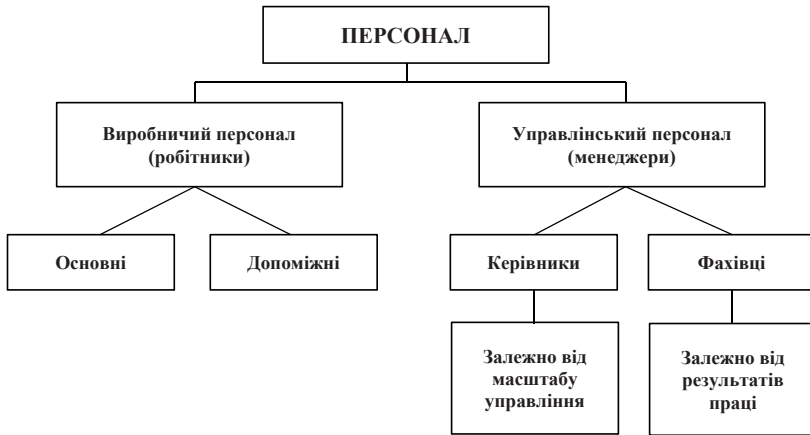 ПЕРСОНАЛ
Виробничий персонал
(робітники)
Управлінський персонал
(менеджери)
Основні
Допоміжні
Керівники
Фахівці
Залежно від
масштабу
управління
Залежно від
результатів
праці